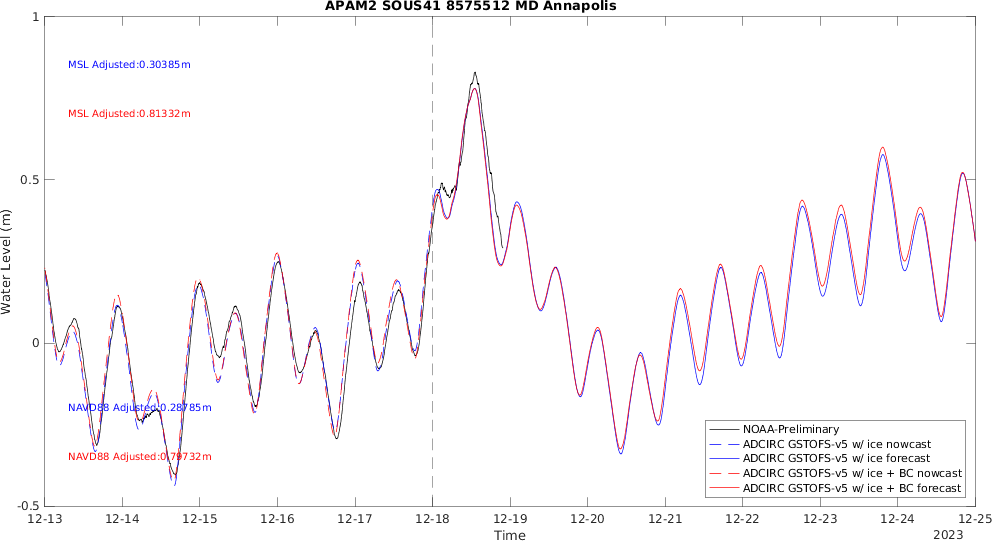 APAM2 SOUS41 8575512 MD Annapolis
1
MSL Adjusted:0.30385m
MSL Adjusted:0.81332m
0.5
Water Level (m)
0
NAVD88 Adjusted:0.28785m
NAVD88 Adjusted:0.79732m
NOAA-Preliminary
ADCIRC GSTOFS-v5 w/ ice nowcast
ADCIRC GSTOFS-v5 w/ ice forecast
ADCIRC GSTOFS-v5 w/ ice + BC nowcast
ADCIRC GSTOFS-v5 w/ ice + BC forecast
-0.5
12-13 12-14 12-15 12-16 12-17 12-18 12-19 12-20 12-21 12-22 12-23 12-24 12-25
Time
2023